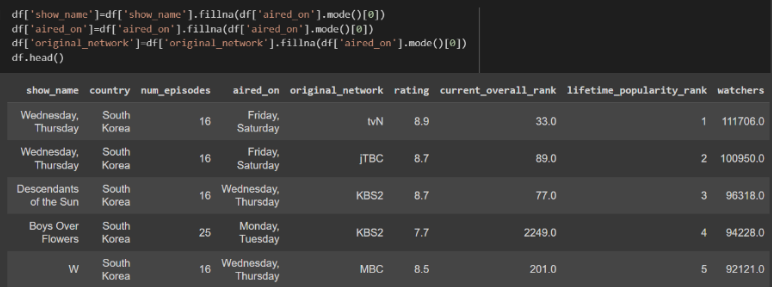 df['show_name']=df['show_name'].fillna(df['aired_on'].mode()[0])
df['aired_on']=df['aired_on'].fillna(df['aired_on'].mode()[0])
df['original_network']=df['original_network'].fillna(df['aired_on'].mode()[0])
df.head()
show_name country num_episodes aired_on original_network rating current_overall_rank lifetime_popularity_rank watchers
Wednesday, Thursday South Korea 16 Friday, Saturday tvN 8.9 33.0 1 111706.0
Wednesday, Thursday South Korea 16 Friday, Saturday jTBC 8.7 89.0 2 100950.0
Descendants of the Sun South Korea 16 Wednesday, Thursday KBS2 8.7 77.0 3 96318.0
Boys Over Flowers South Korea 25 Monday, Tuesday KBS2 7.7 2249.0 4 94228.0
W South Korea 16 Wednesday, Thursday MBC 8.5 201.0 5 92121.0